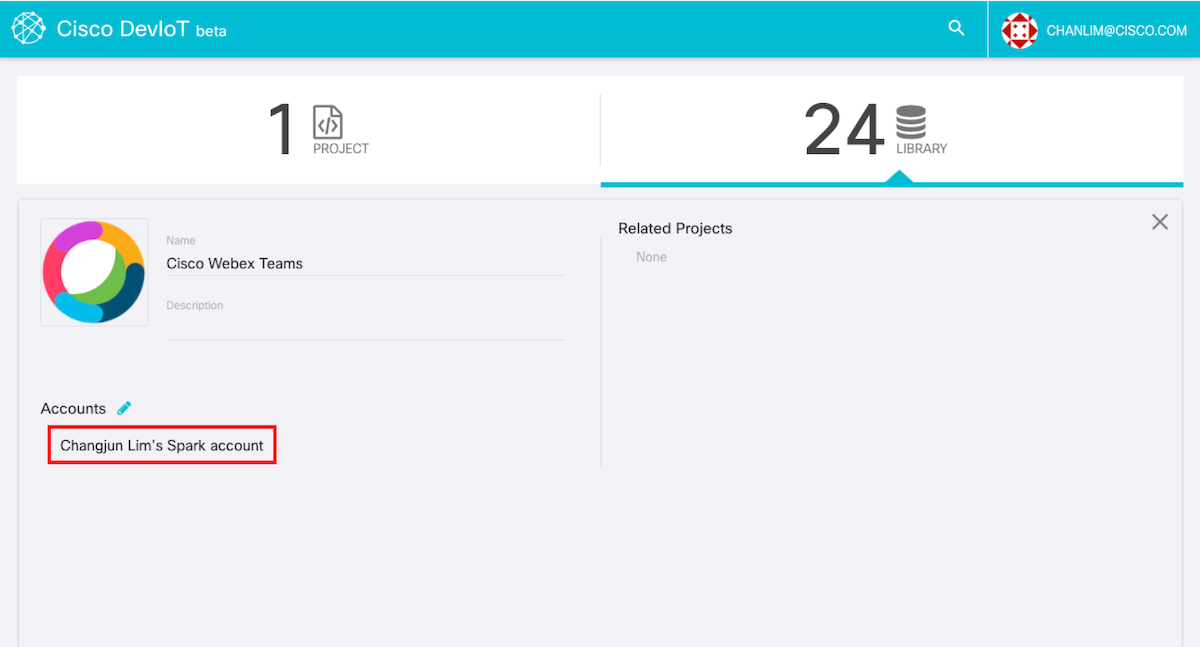 Cisco DevIoT beta
CHANLIM@CISCO.COM
1 PROJECT
24 LIBRARY
Name
Cisco Webex Teams
Description
Accounts
Changjun Lim's Spark account
Related Projects
None